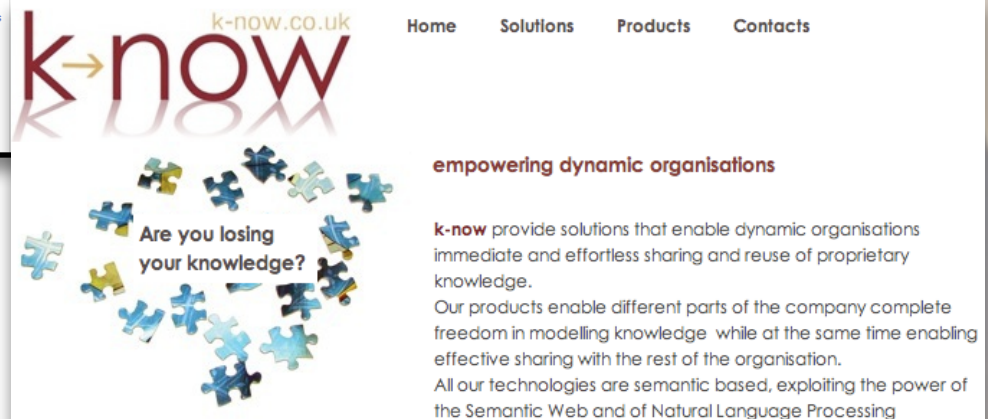 k-now.co.uk
k→now
Home Solutions Products Contacts
empowering dynamic organisations
Are you losing
your knowledge?
k-now provide solutions that enable dynamic organisations
immediate and effortless sharing and reuse of proprietary
knowledge.
Our products enable different parts of the company complete
freedom in modelling knowledge while at the same time enabling
effective sharing with the rest of the organisation.
All our technologies are semantic based, exploiting the power of
the Semantic Web and of Natural Language Processing